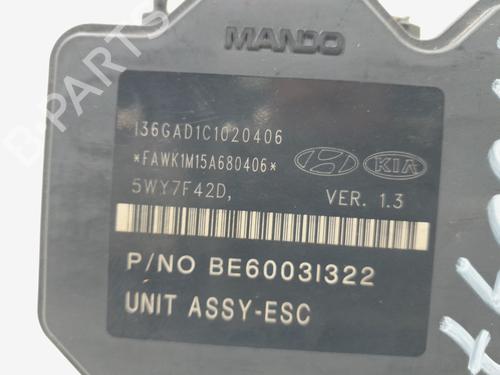 MANDO
I36GAD1C1020406
*FAWK1M15A680406*
KIA
5WY7F42D,
VER. 1.3
P/NO BE6003I322
UNIT ASSY-ESC
B-PARTS